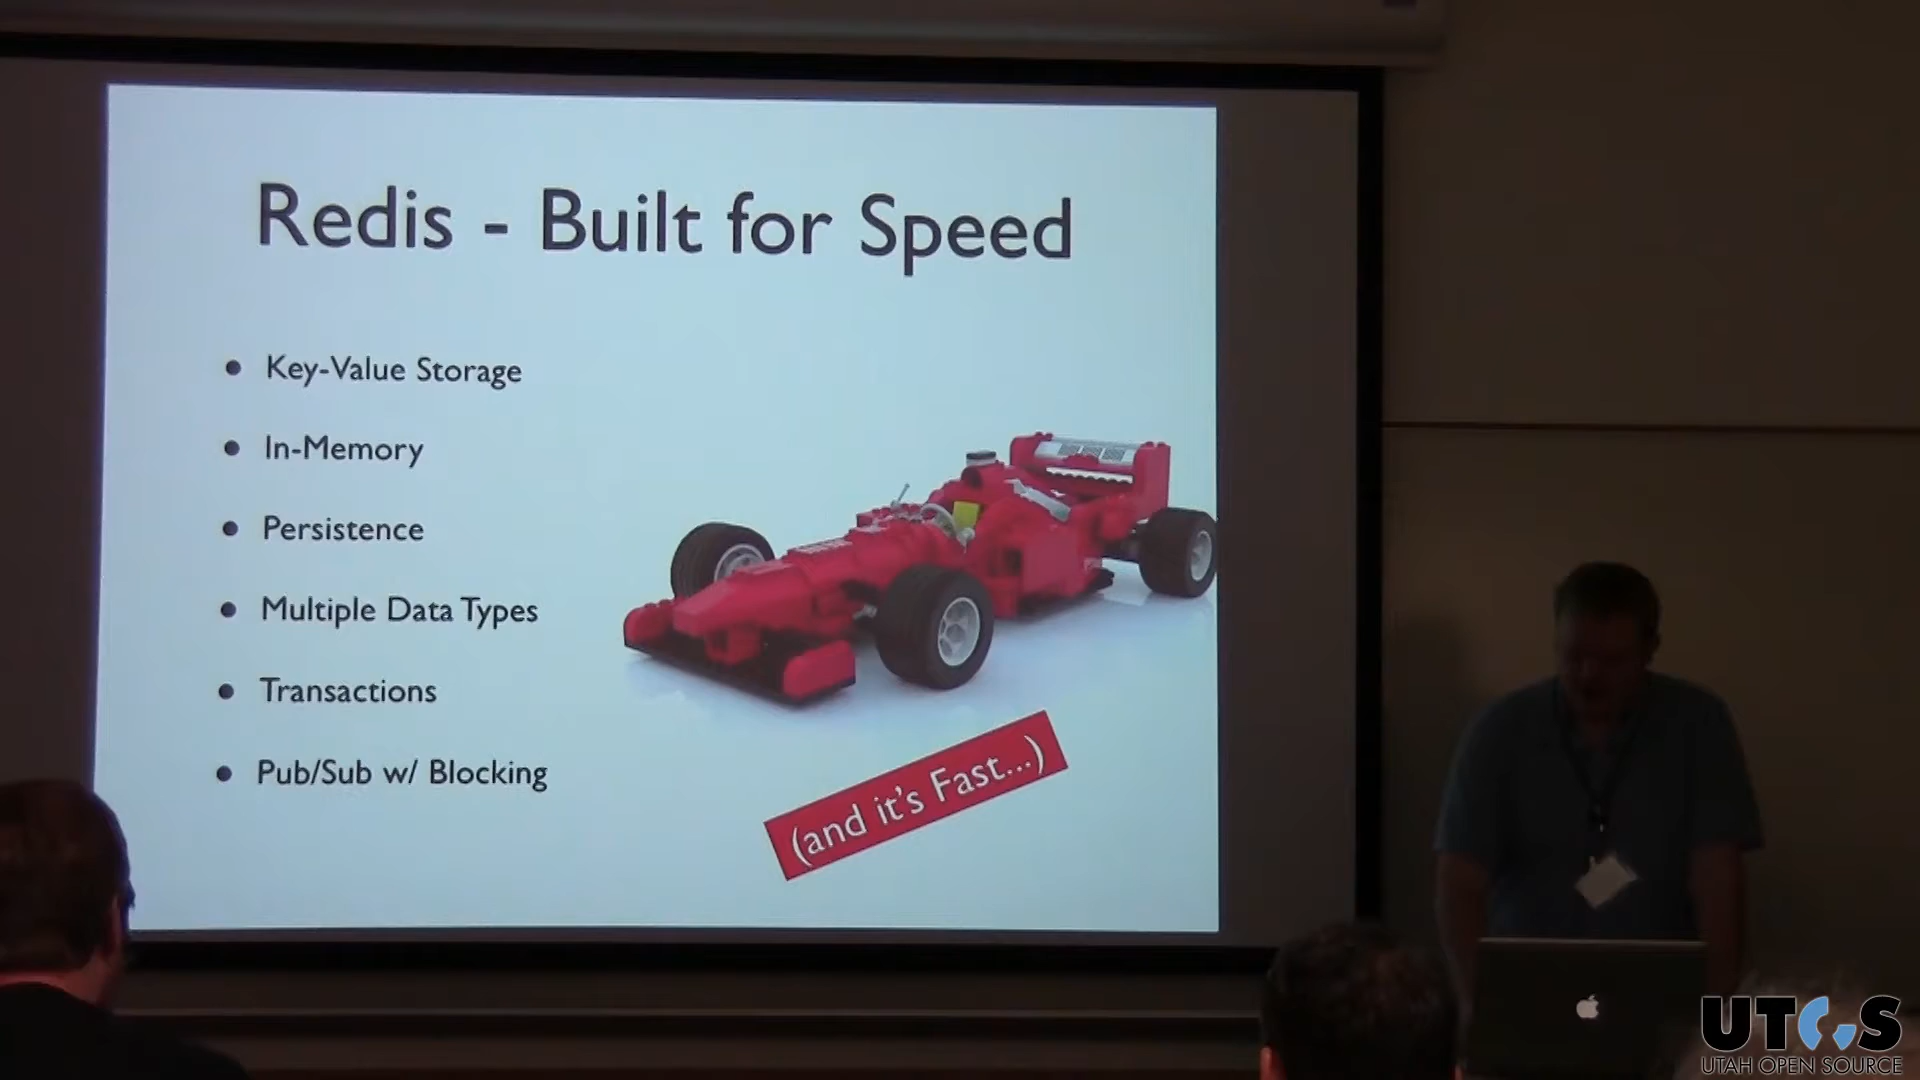 Redis - Built for Speed
• Key-Value Storage
• In-Memory
• Persistence
• Multiple Data Types
• Transactions
• Pub/Sub w/ Blocking
(and it's Fast...)
UTOS
UTAH OPEN SOURCE